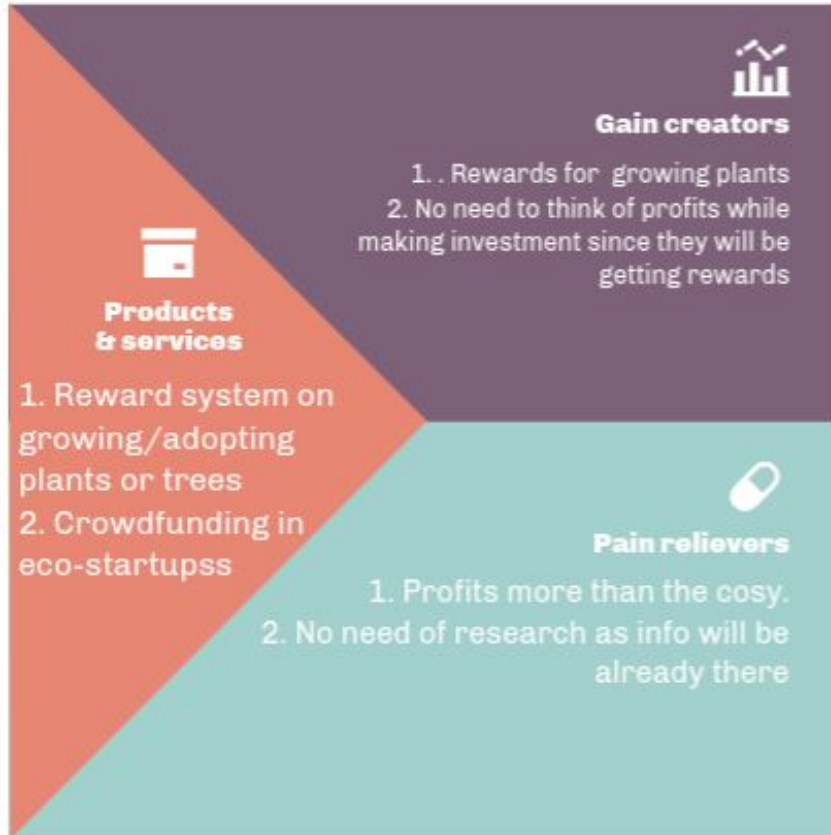 Gain creators
1. . Rewards for growing plants
2. No need to think of profits while
making investment since they will be
getting rewards
Products
& services
1. Reward system on
growing/adopting
plants or trees
2. Crowdfunding in
eco-startupss
Pain relievers
1. Profits more than the cosy.
2. No need of research as info will be
already there